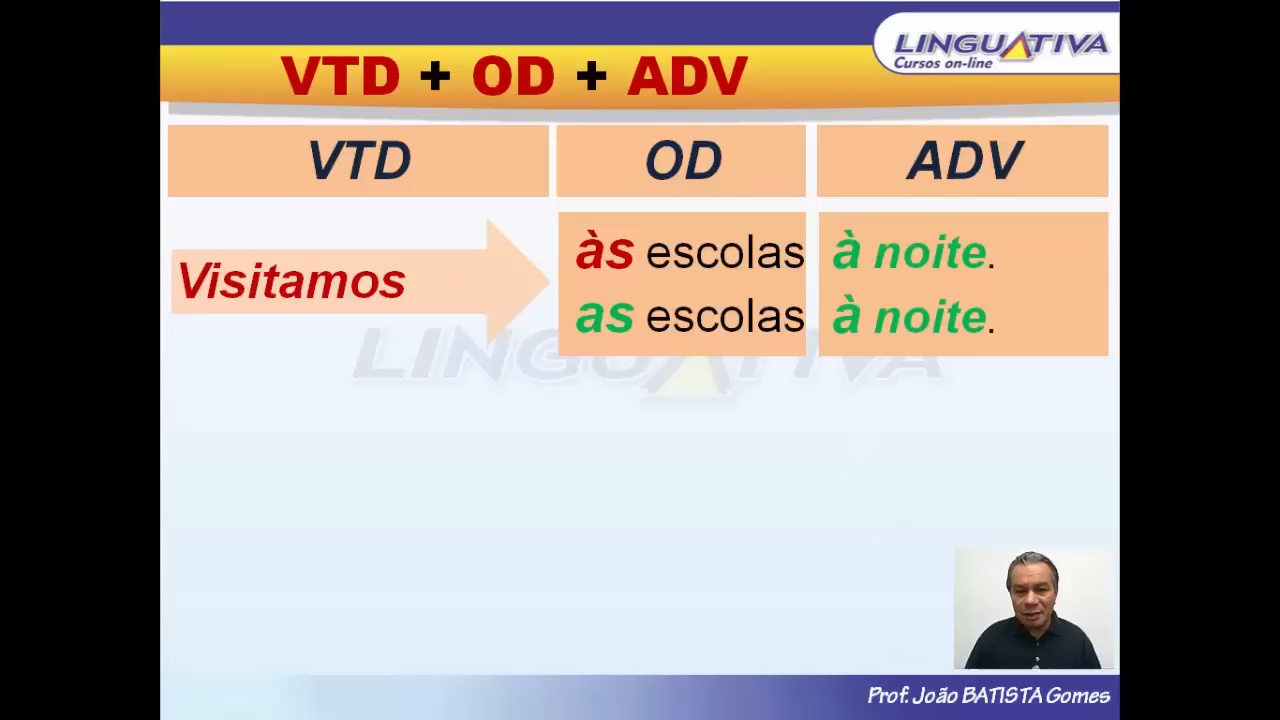 LINGUATIVA
Cursos on-line
VTD + OD + ADV
VTD OD ADV
Visitamos
às escolas à noite.
as escolas à noite.
LINGUATIVA
Prof. João BATISTA Gomes